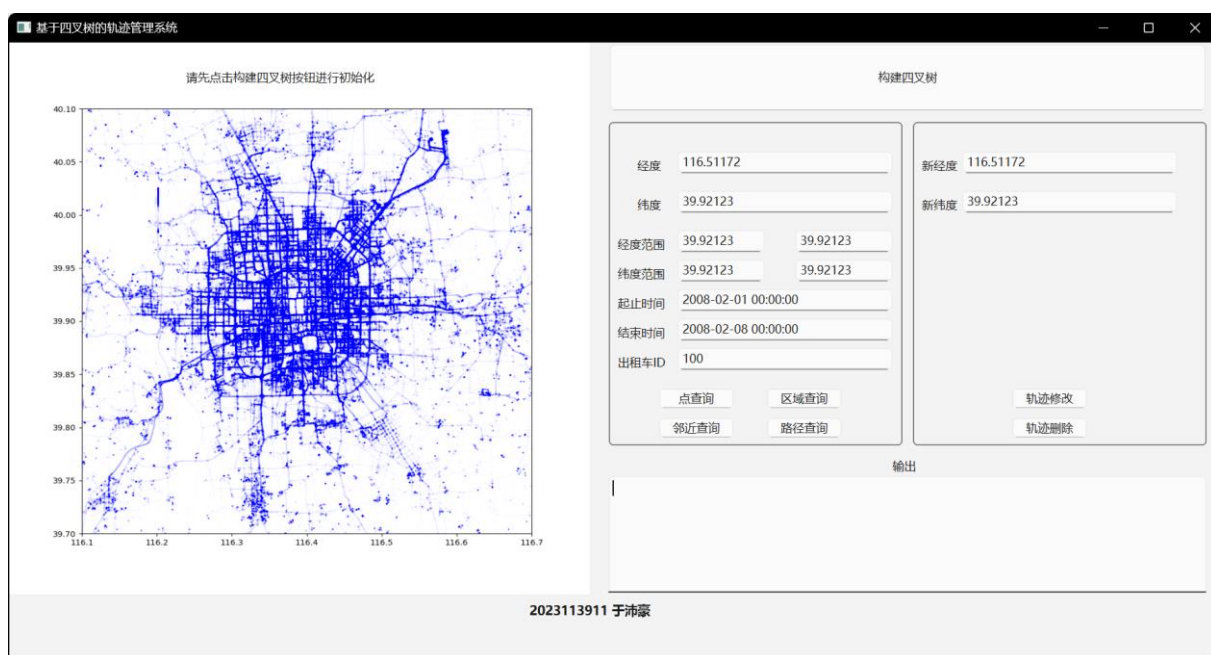 基于四叉树的轨迹管理系统
请先点击构建四叉树按钮进行初始化
40.10
40.05
40.00
39.95
39.90
39.85
39.80
39.75
39.70
116.1 116.2 116.3 116.4 116.5 116.6 116.7
构建四叉树
经度 116.51172
纬度 39.92123
经度范围 39.92123 39.92123
纬度范围 39.92123 39.92123
起止时间 2008-02-01 00:00:00
结束时间 2008-02-08 00:00:00
出租车ID 100
点查询 区域查询
邻近查询 路径查询
新经度 116.51172
新纬度 39.92123
轨迹修改
轨迹删除
输出
2023113911 于沛豪